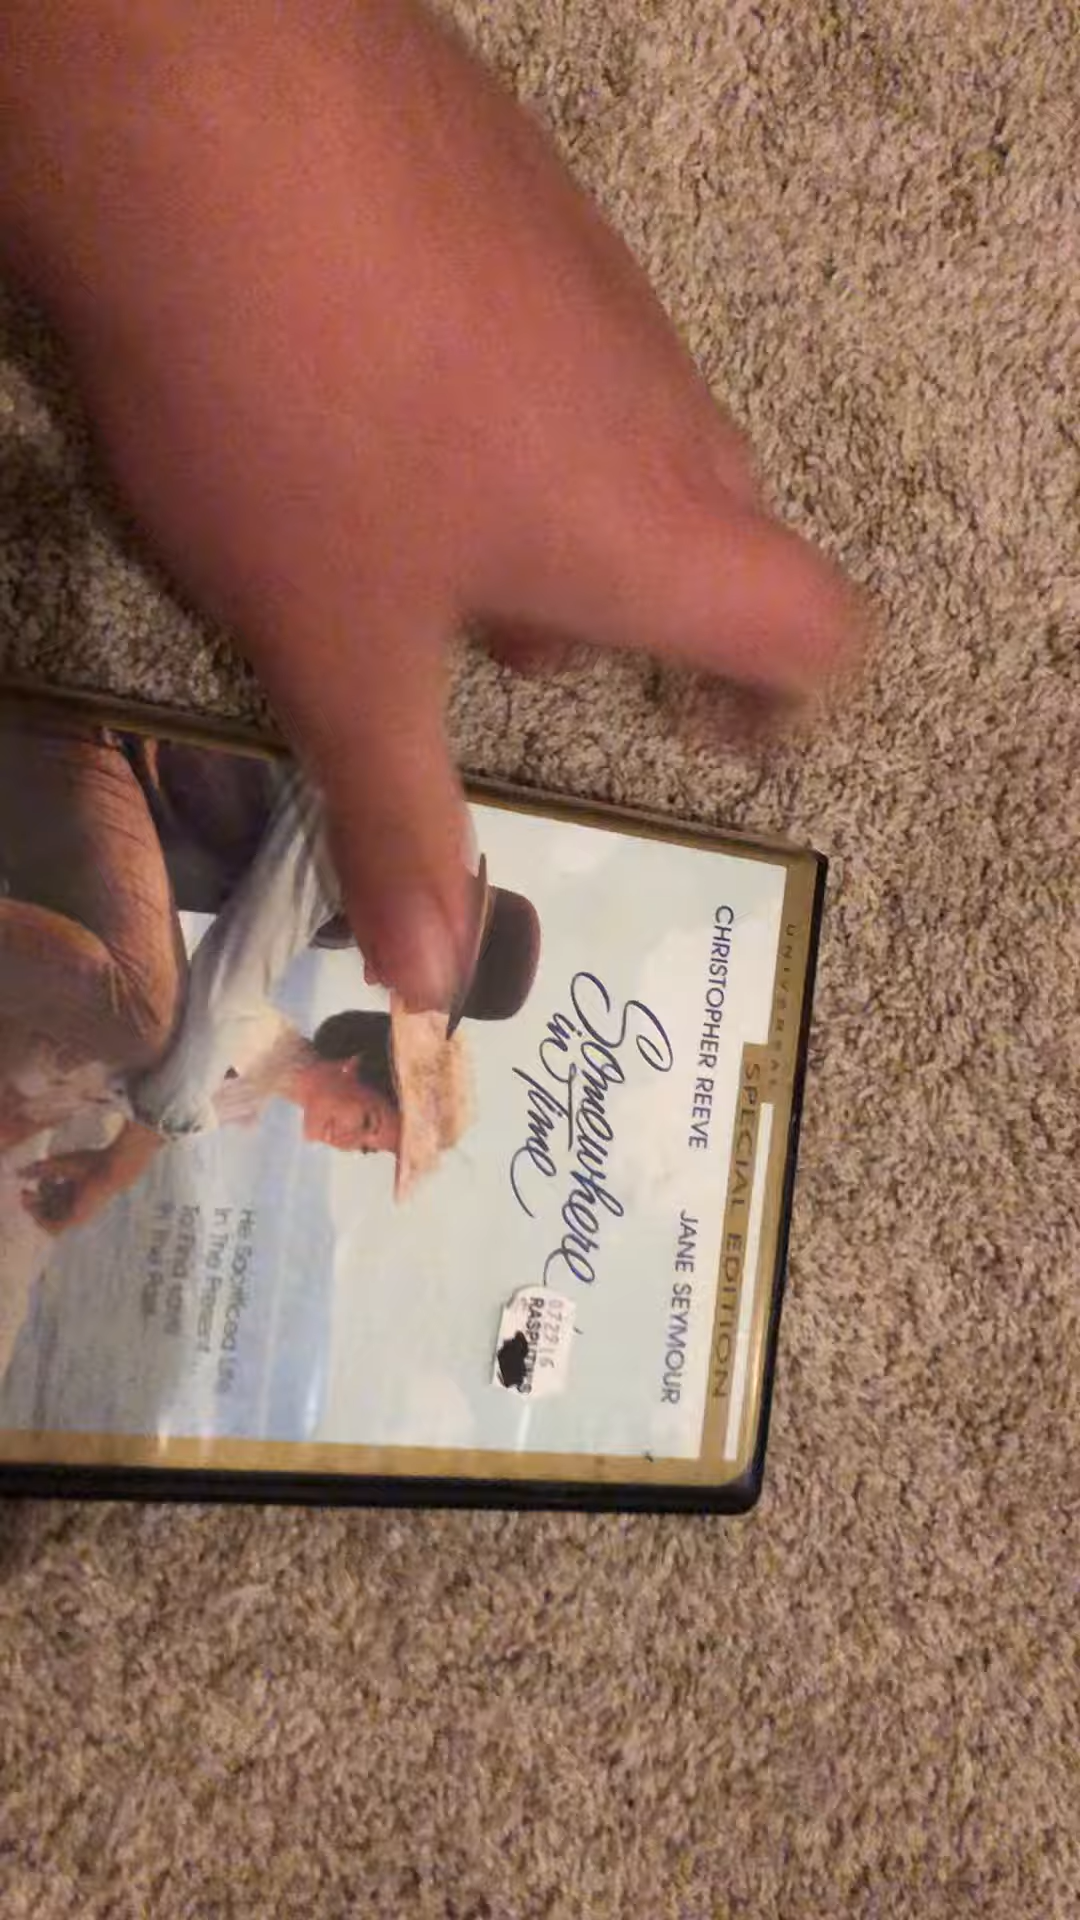 UNIVERSAL
SPECIAL EDITION
CHRISTOPHER REEVE JANE SEYMOUR
Somewhere
in Time
072916
He Sacrificed Life
In The Present...
To Find Love
In The Past.